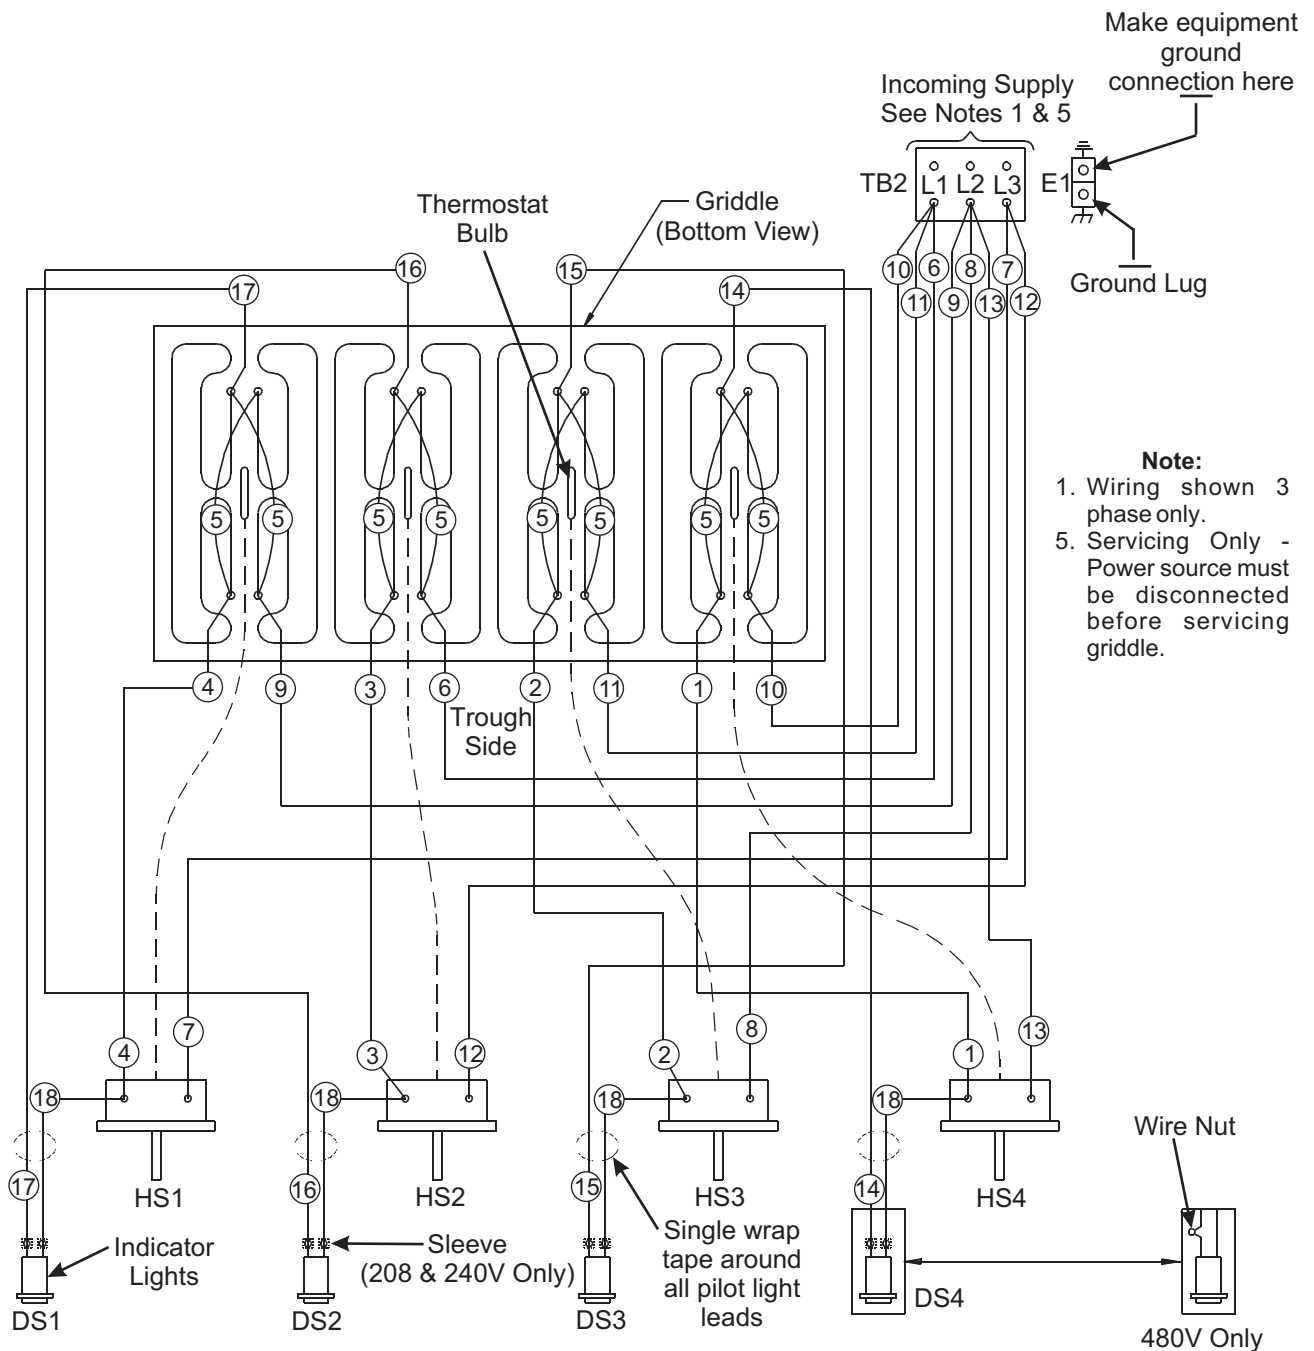 Make equipment
ground
connection here
Incoming Supply
See Notes 1 & 5
TB2
L1
L2
L3
E1
Thermostat
Bulb
Griddle
(Bottom View)
Ground Lug
10
6
8
7
11
9
13
12
17
16
15
14
Note:
1. Wiring shown 3
phase only.
5. Servicing Only -
Power source must
be disconnected
before servicing
griddle.
5
5
5
5
5
5
5
5
4
9
3
6
2
11
1
10
Trough
Side
4
7
3
12
2
8
1
13
18
18
18
18
HS1
HS2
HS3
HS4
17
16
15
14
Wire Nut
Indicator
Lights
Sleeve
(208 & 240V Only)
Single wrap
tape around
all pilot light
leads
DS1
DS2
DS3
DS4
480V Only